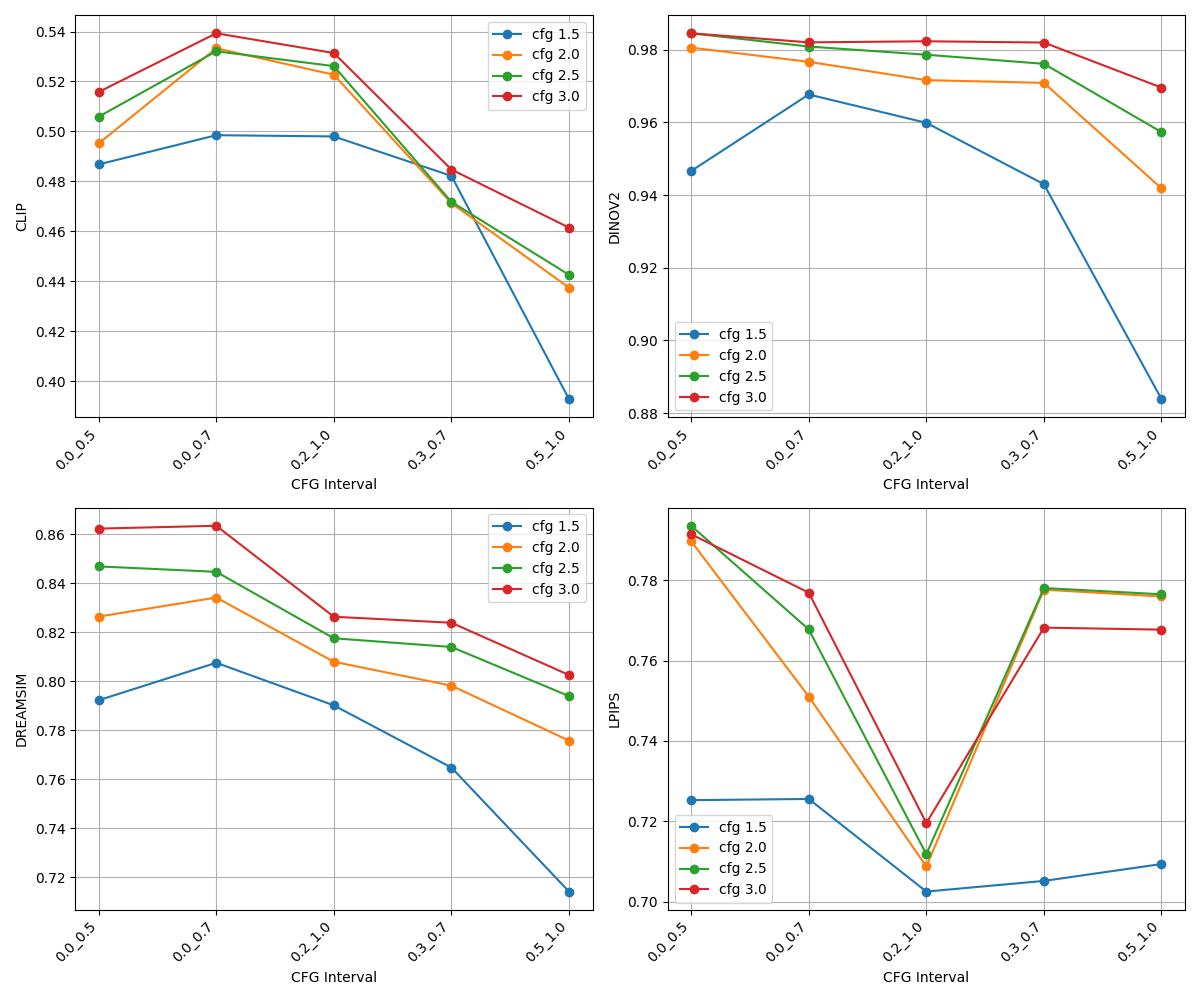 CLIP
0.54
0.52
0.50
0.48
0.46
0.44
0.42
0.40
cfg 1.5
cfg 2.0
cfg 2.5
cfg 3.0
0.0_0.5
0.0_0.7
0.2_1.0
0.3_0.7
0.5_1.0
CFG Interval
DINOV2
0.98
0.96
0.94
0.92
0.90
0.88
cfg 1.5
cfg 2.0
cfg 2.5
cfg 3.0
0.0_0.5
0.0_0.7
0.2_1.0
0.3_0.7
0.5_1.0
CFG Interval
DREAMSIM
0.86
0.84
0.82
0.80
0.78
0.76
0.74
0.72
cfg 1.5
cfg 2.0
cfg 2.5
cfg 3.0
0.0_0.5
0.0_0.7
0.2_1.0
0.3_0.7
0.5_1.0
CFG Interval
LPIPS
0.78
0.76
0.74
0.72
0.70
cfg 1.5
cfg 2.0
cfg 2.5
cfg 3.0
0.0_0.5
0.0_0.7
0.2_1.0
0.3_0.7
0.5_1.0
CFG Interval